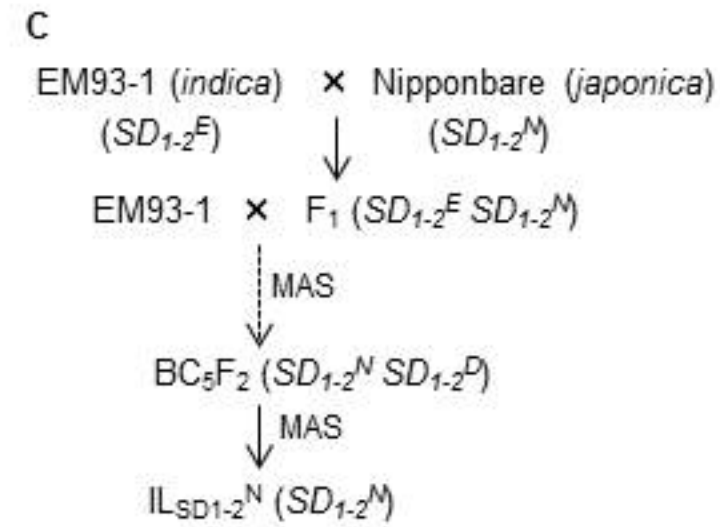 C
EM93-1 (indica) × Nipponbare (japonica)
(SD₁₋₂ᴱ) (SD₁₋₂ᴺ)
EM93-1 × F₁ (SD₁₋₂ᴱ SD₁₋₂ᴺ)
MAS
BC₅F₂ (SD₁₋₂ᴺ SD₁₋₂ᴰ)
MAS
IL_SD1-2ᴺ (SD₁₋₂ᴺ)